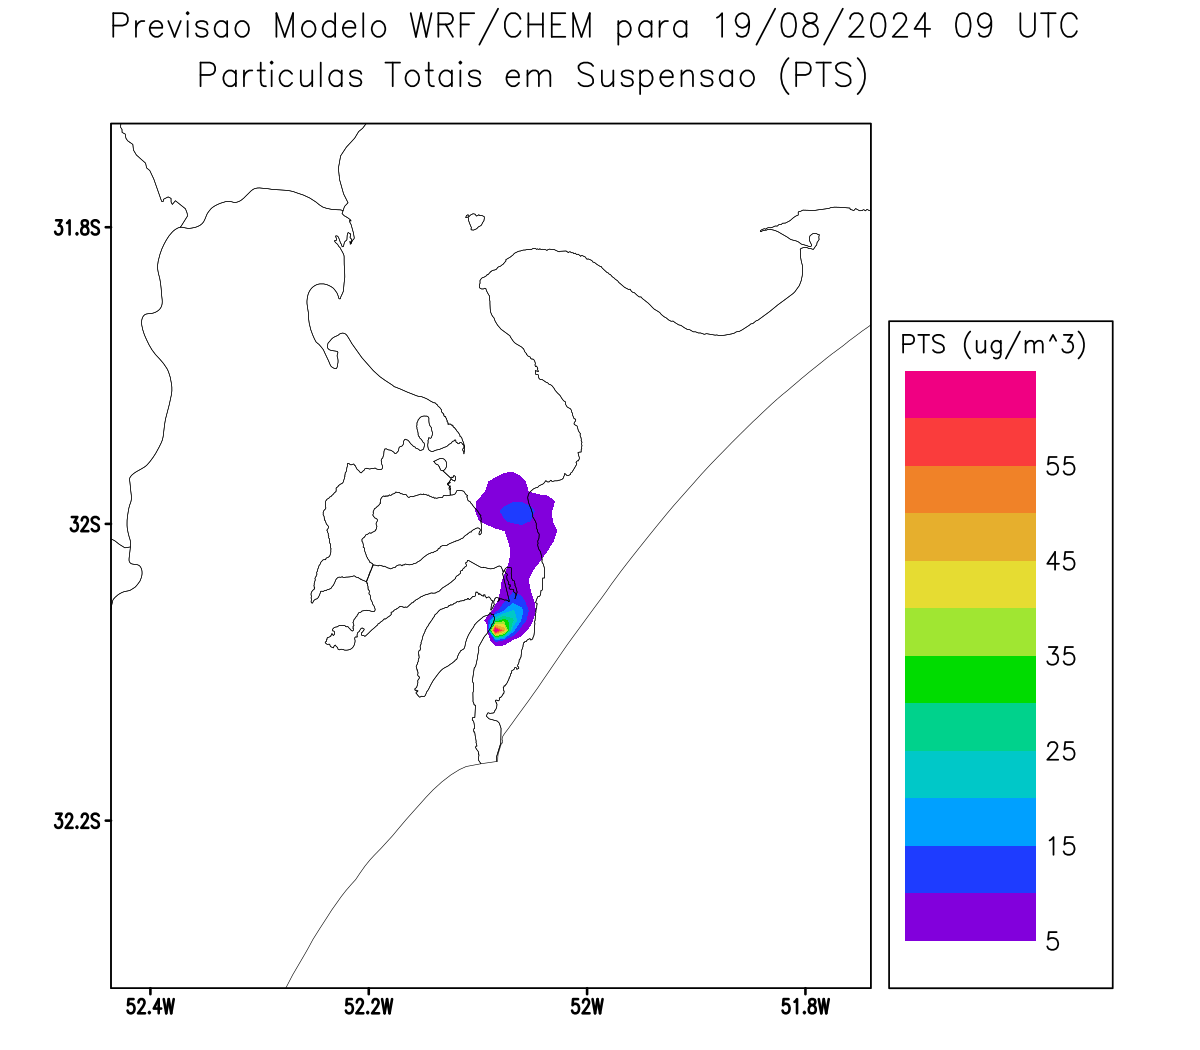 Previsao Modelo WRF/CHEM para 19/08/2024 09 UTC
Particulas Totais em Suspensao (PTS)
31.8S
32S
32.2S
52.4W
52.2W
52W
51.8W
PTS (ug/m^3)
55
45
35
25
15
5